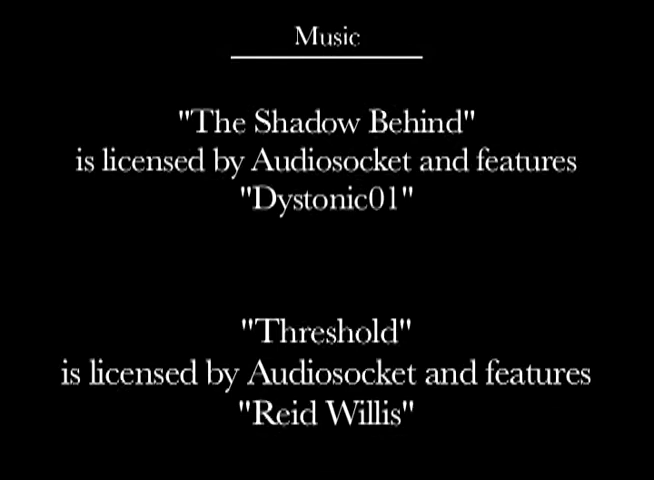 Music
"The Shadow Behind"
is licensed by Audiosocket and features
"Dystonic01"
"Threshold"
is licensed by Audiosocket and features
"Reid Willis"